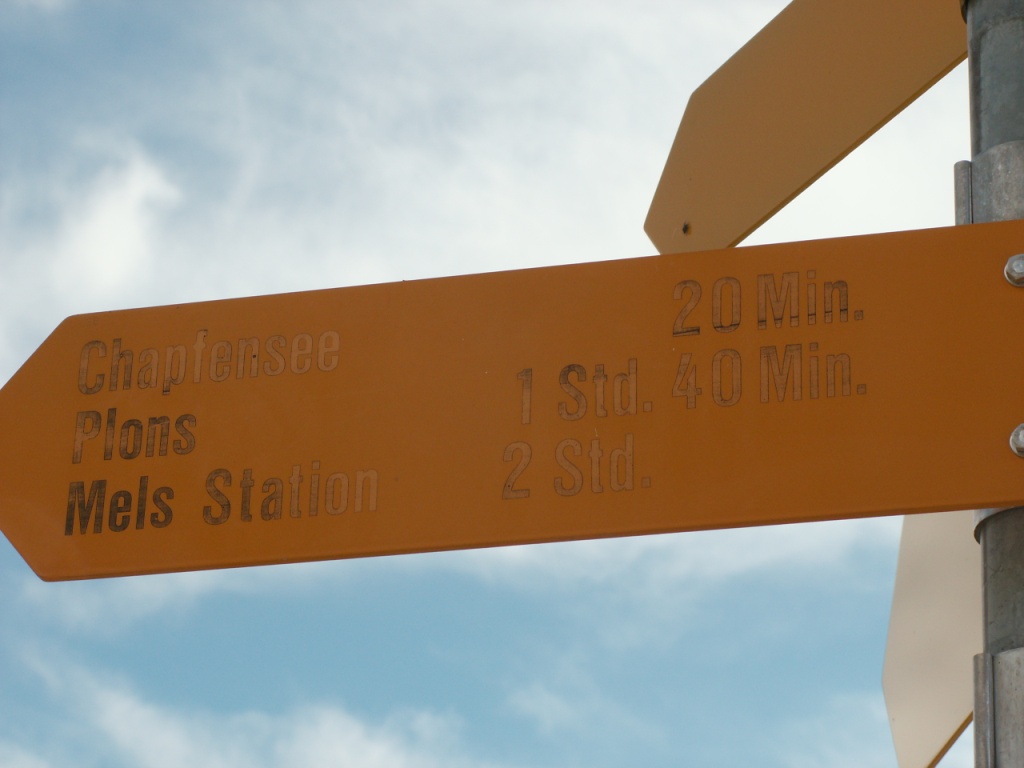 Chapfensee 20 Min.
Plons 1 Std. 40 Min.
Mels Station 2 Std.